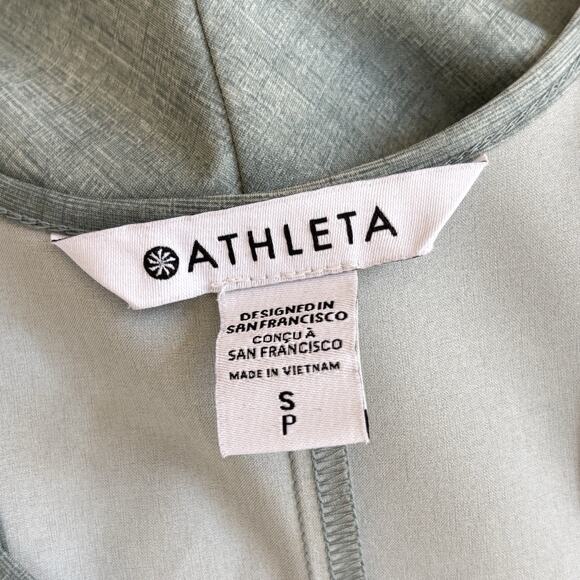 ATHLETA
DESIGNED IN
SAN FRANCISCO
CONÇU À
SAN FRANCISCO
MADE IN VIETNAM
S
P